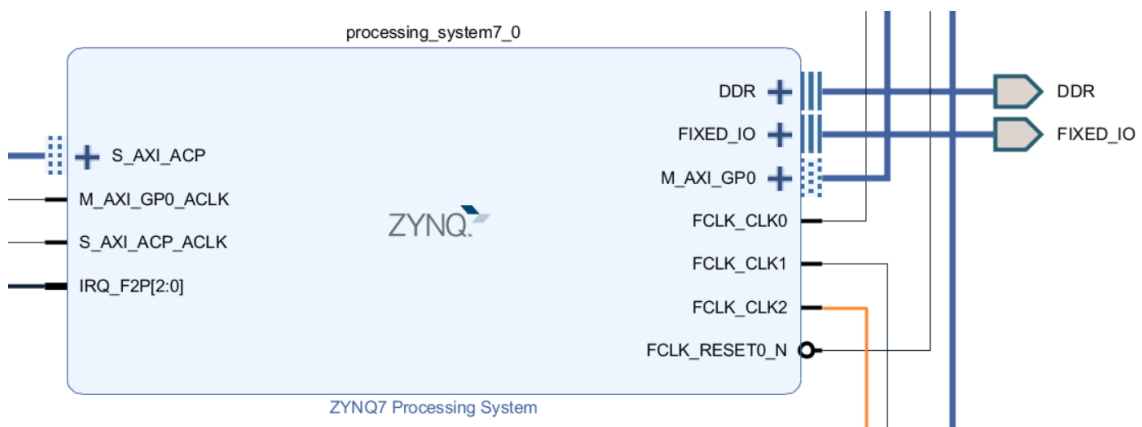 processing_system7_0
S_AXI_ACP
M_AXI_GP0_ACLK
S_AXI_ACP_ACLK
IRQ_F2P[2:0]
ZYNQ
DDR
FIXED_IO
M_AXI_GP0
FCLK_CLK0
FCLK_CLK1
FCLK_CLK2
FCLK_RESET0_N
DDR
FIXED_IO
ZYNQ7 Processing System